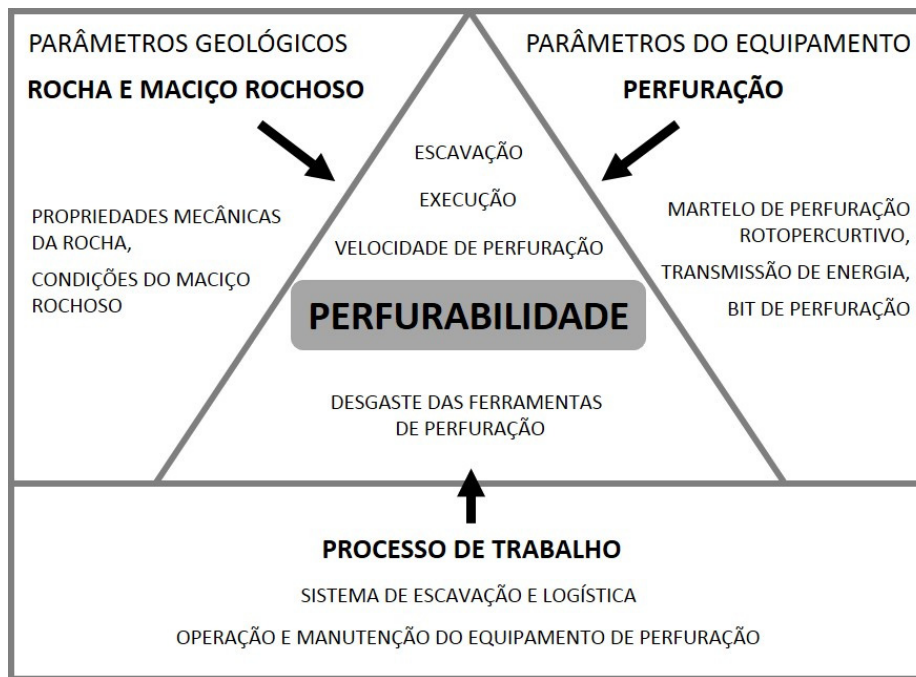 PARÂMETROS GEOLÓGICOS
ROCHA E MACIÇO ROCHOSO
PROPRIEDADES MECÂNICAS
DA ROCHA,
CONDIÇÕES DO MACIÇO
ROCHOSO
PARÂMETROS DO EQUIPAMENTO
PERFURAÇÃO
MARTELO DE PERFURAÇÃO
ROTOPERCURTIVO,
TRANSMISSÃO DE ENERGIA,
BIT DE PERFURAÇÃO
ESCAVAÇÃO
EXECUÇÃO
VELOCIDADE DE PERFURAÇÃO
PERFURABILIDADE
DESGASTE DAS FERRAMENTAS
DE PERFURAÇÃO
PROCESSO DE TRABALHO
SISTEMA DE ESCAVAÇÃO E LOGÍSTICA
OPERAÇÃO E MANUTENÇÃO DO EQUIPAMENTO DE PERFURAÇÃO